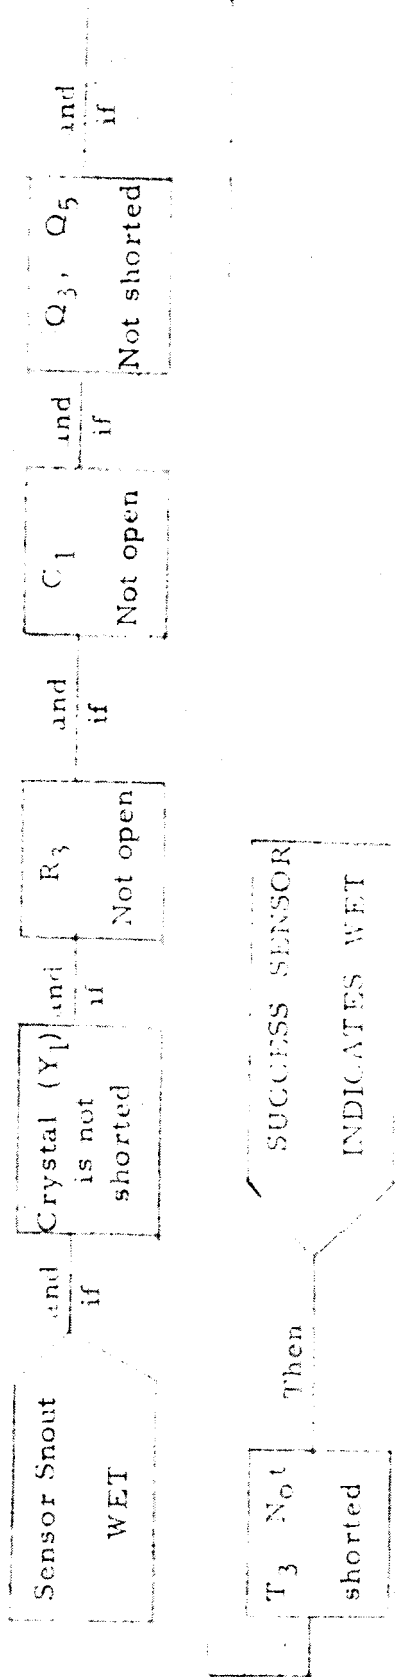 Sensor Snout
WET
and
if
Crystal (Y1)
is not
shorted
and
if
R3
Not open
and
if
C1
Not open
and
if
Q3, Q5
Not shorted
and
if
T3 Not
shorted
Then
SUCCESS SENSOR
INDICATES WET